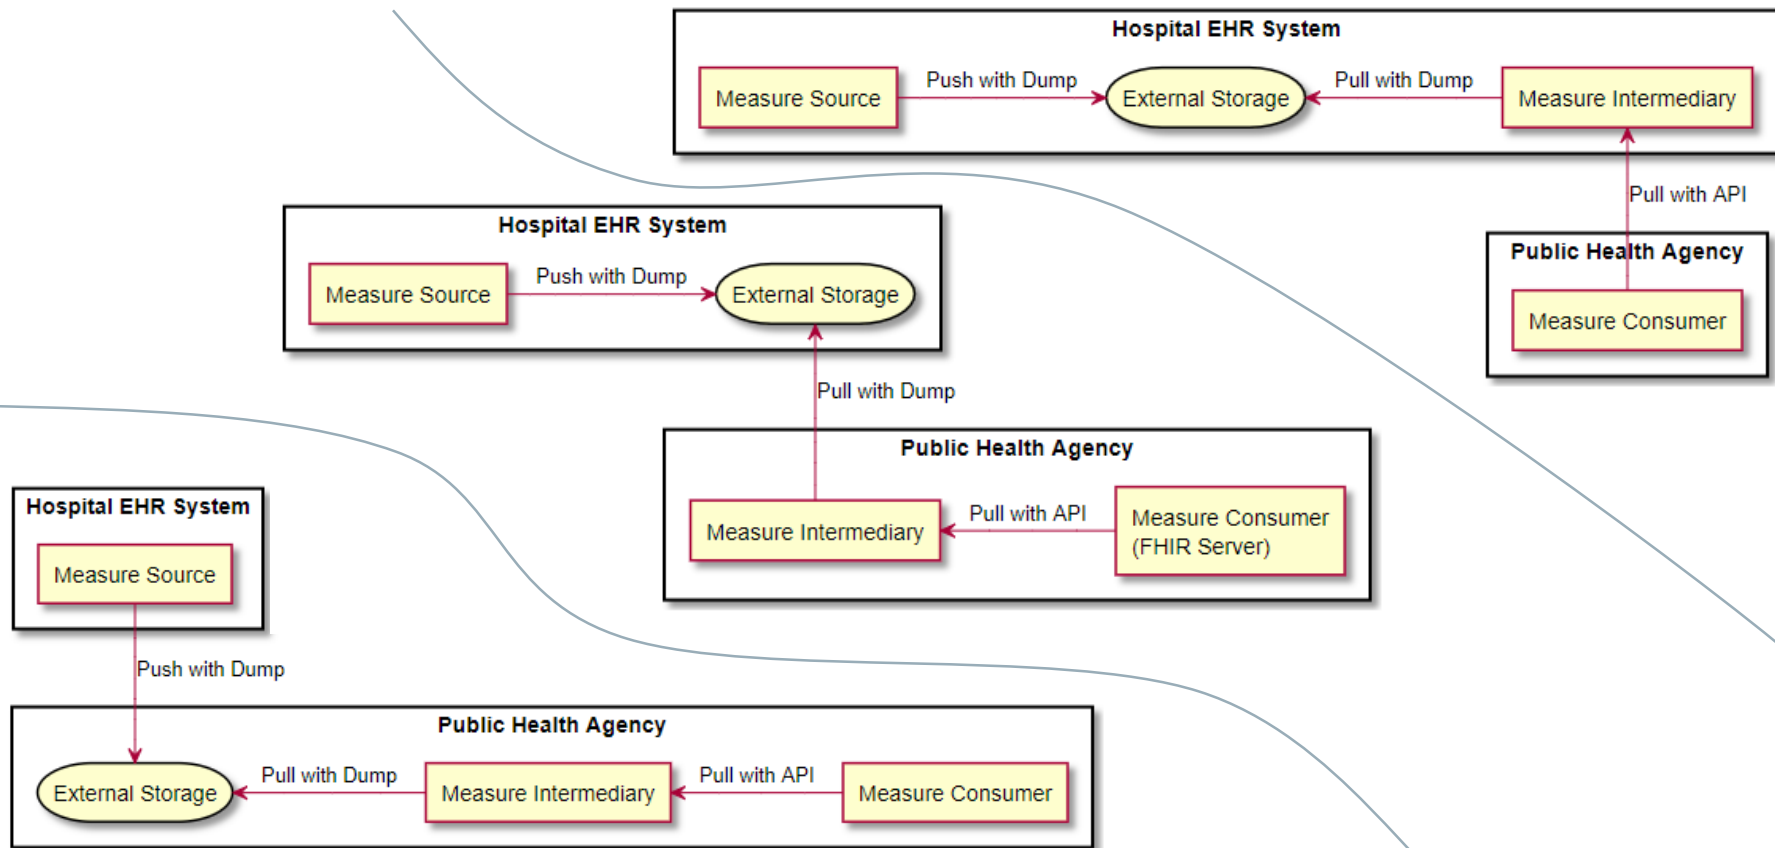 Hospital EHR System
Measure Source
Push with Dump
External Storage
Pull with Dump
Measure Intermediary
Pull with API
Public Health Agency
Measure Consumer
Hospital EHR System
Measure Source
Push with Dump
External Storage
Pull with Dump
Public Health Agency
Measure Intermediary
Pull with API
Measure Consumer
(FHIR Server)
Hospital EHR System
Measure Source
Push with Dump
Public Health Agency
External Storage
Pull with Dump
Measure Intermediary
Pull with API
Measure Consumer